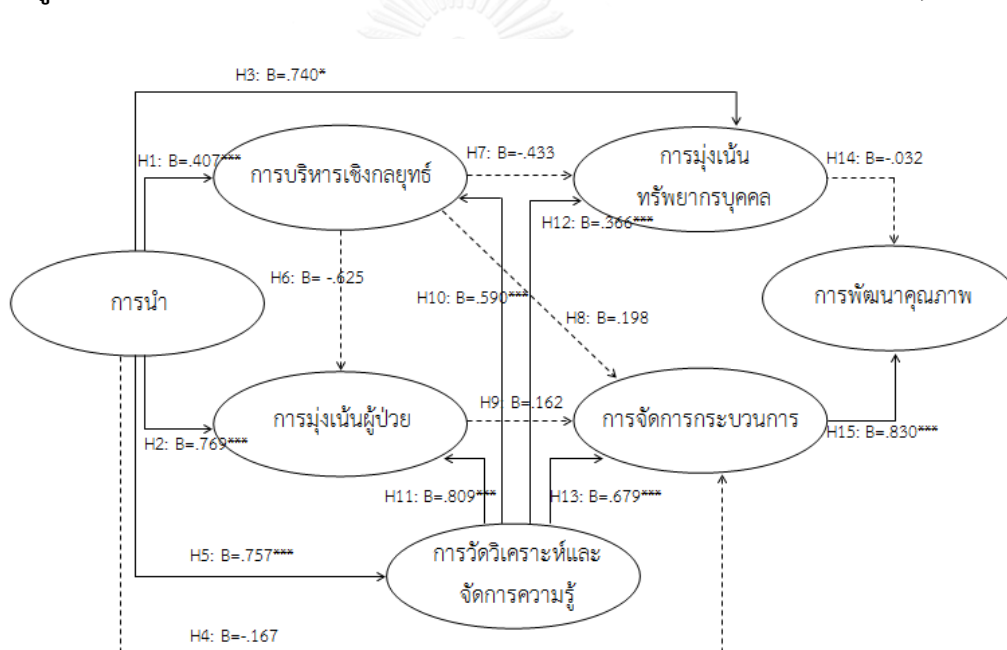 H3: B=.740*
H1: B=.407***
การบริหารเชิงกลยุทธ์
H7: B=-.433
การมุ่งเน้น
ทรัพยากรบุคคล
H14: B=-.032
H12: B=.366***
H6: B= -.625
H10: B=.590***
H8: B=.198
การนำ
การพัฒนาคุณภาพ
การมุ่งเน้นผู้ป่วย
H9: B=.162
การจัดการกระบวนการ
H2: B=.769***
H15: B=.830***
H11: B=.809***
H13: B=.679***
H5: B=.757***
การวัดวิเคราะห์และ
จัดการความรู้
H4: B=-.167